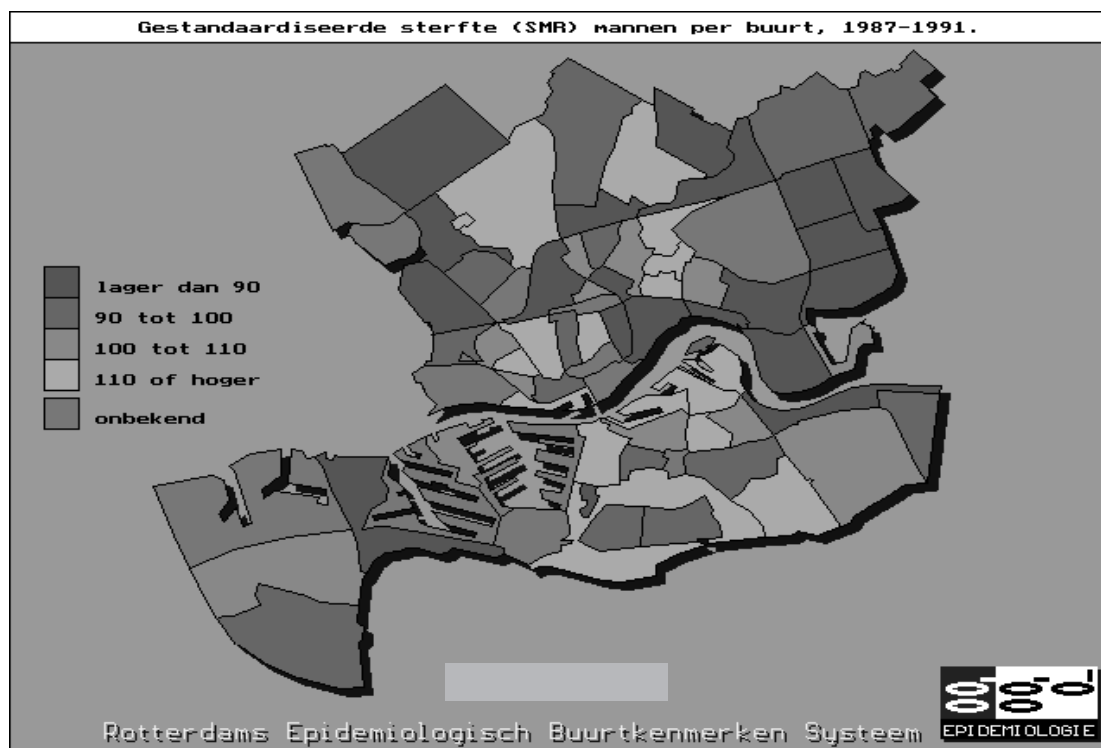 Gestandaardiseerde sterfte (SMR) mannen per buurt, 1987-1991.
lager dan 90
90 tot 100
100 tot 110
110 of hoger
onbekend
ggd
Rotterdams Epidemiologisch Buurtkenmerken Systeem
EPIDEMIOLOGIE